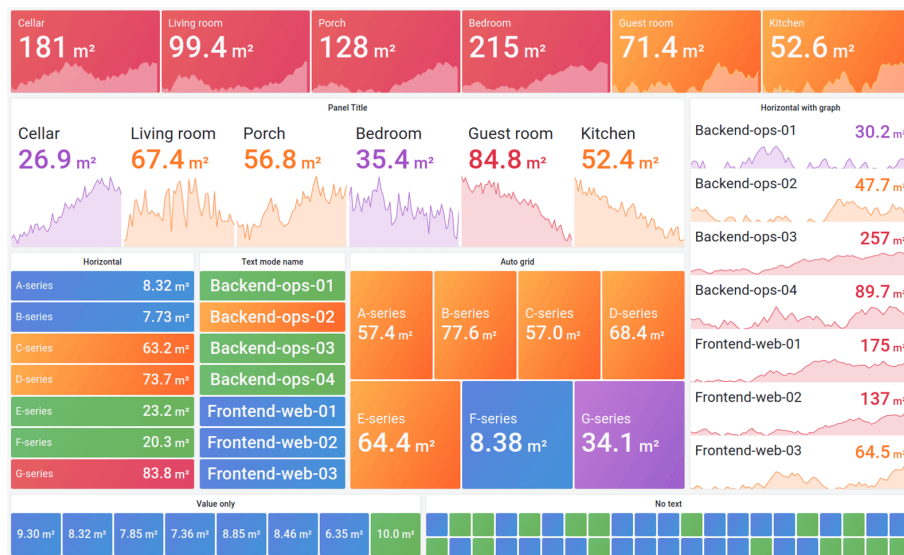 Cellar
181 m²
Living room
99.4 m²
Porch
128 m²
Bedroom
215 m²
Guest room
71.4 m²
Kitchen
52.6 m²
Panel Title
Cellar
26.9 m²
Living room
67.4 m²
Porch
56.8 m²
Bedroom
35.4 m²
Guest room
84.8 m²
Kitchen
52.4 m²
Horizontal with graph
Backend-ops-01 30.2 m²
Backend-ops-02 47.7 m²
Backend-ops-03 257 m²
Backend-ops-04 89.7 m²
Frontend-web-01 175 m²
Frontend-web-02 137 m²
Frontend-web-03 64.5 m²
Horizontal
A-series 8.32 m²
B-series 7.73 m²
C-series 63.2 m²
D-series 73.7 m²
E-series 23.2 m²
F-series 20.3 m²
G-series 83.8 m²
Text mode name
Backend-ops-01
Backend-ops-02
Backend-ops-03
Backend-ops-04
Frontend-web-01
Frontend-web-02
Frontend-web-03
Auto grid
A-series
57.4 m²
B-series
77.6 m²
C-series
57.0 m²
D-series
68.4 m²
E-series
64.4 m²
F-series
8.38 m²
G-series
34.1 m²
Value only
9.30 m² 8.32 m² 7.85 m² 7.36 m² 8.85 m² 8.46 m² 6.35 m² 10.0 m²
No text